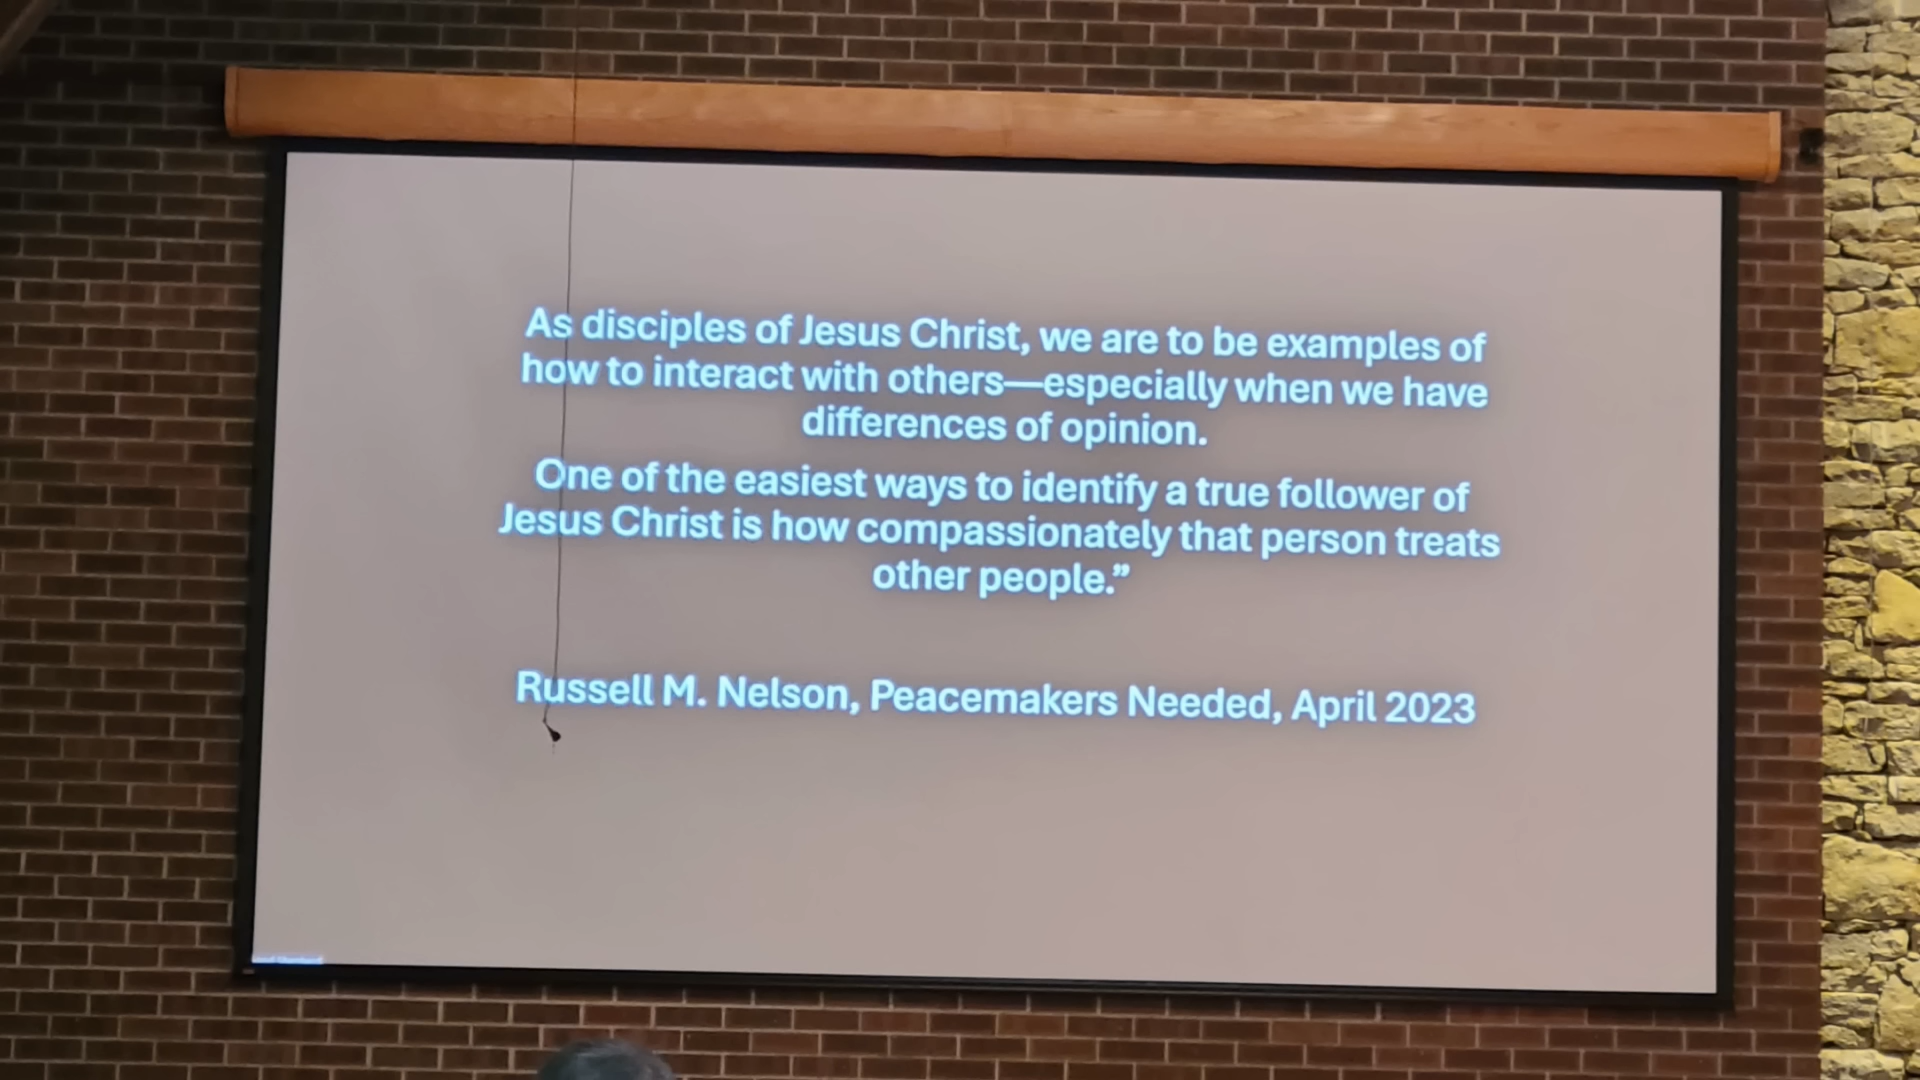 As disciples of Jesus Christ, we are to be examples of
how to interact with others—especially when we have
differences of opinion.
One of the easiest ways to identify a true follower of
Jesus Christ is how compassionately that person treats
other people.”
Russell M. Nelson, Peacemakers Needed, April 2023